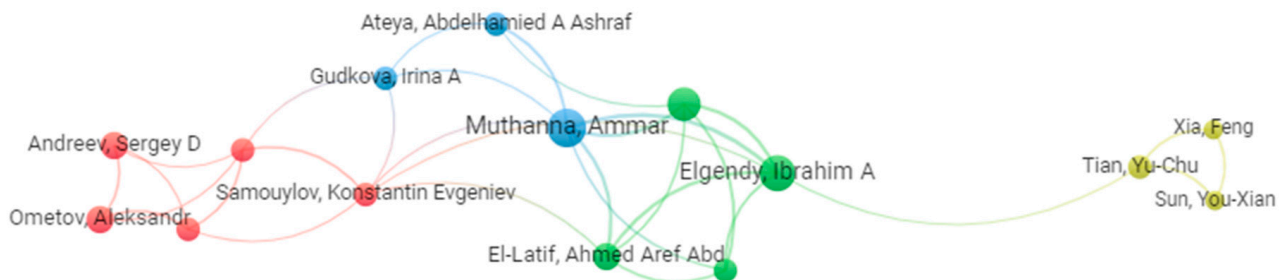 Ateya, Abdelhamied A Ashraf
Gudkova, Irina A
Muthanna, Ammar
Andreev, Sergey D
Samouylov, Konstantin Evgeniev
Ometov, Aleksandr
Elgendy, Ibrahim A
El-Latif, Ahmed Aref Abd
Xia, Feng
Tian, Yu-Chu
Sun, You-Xian